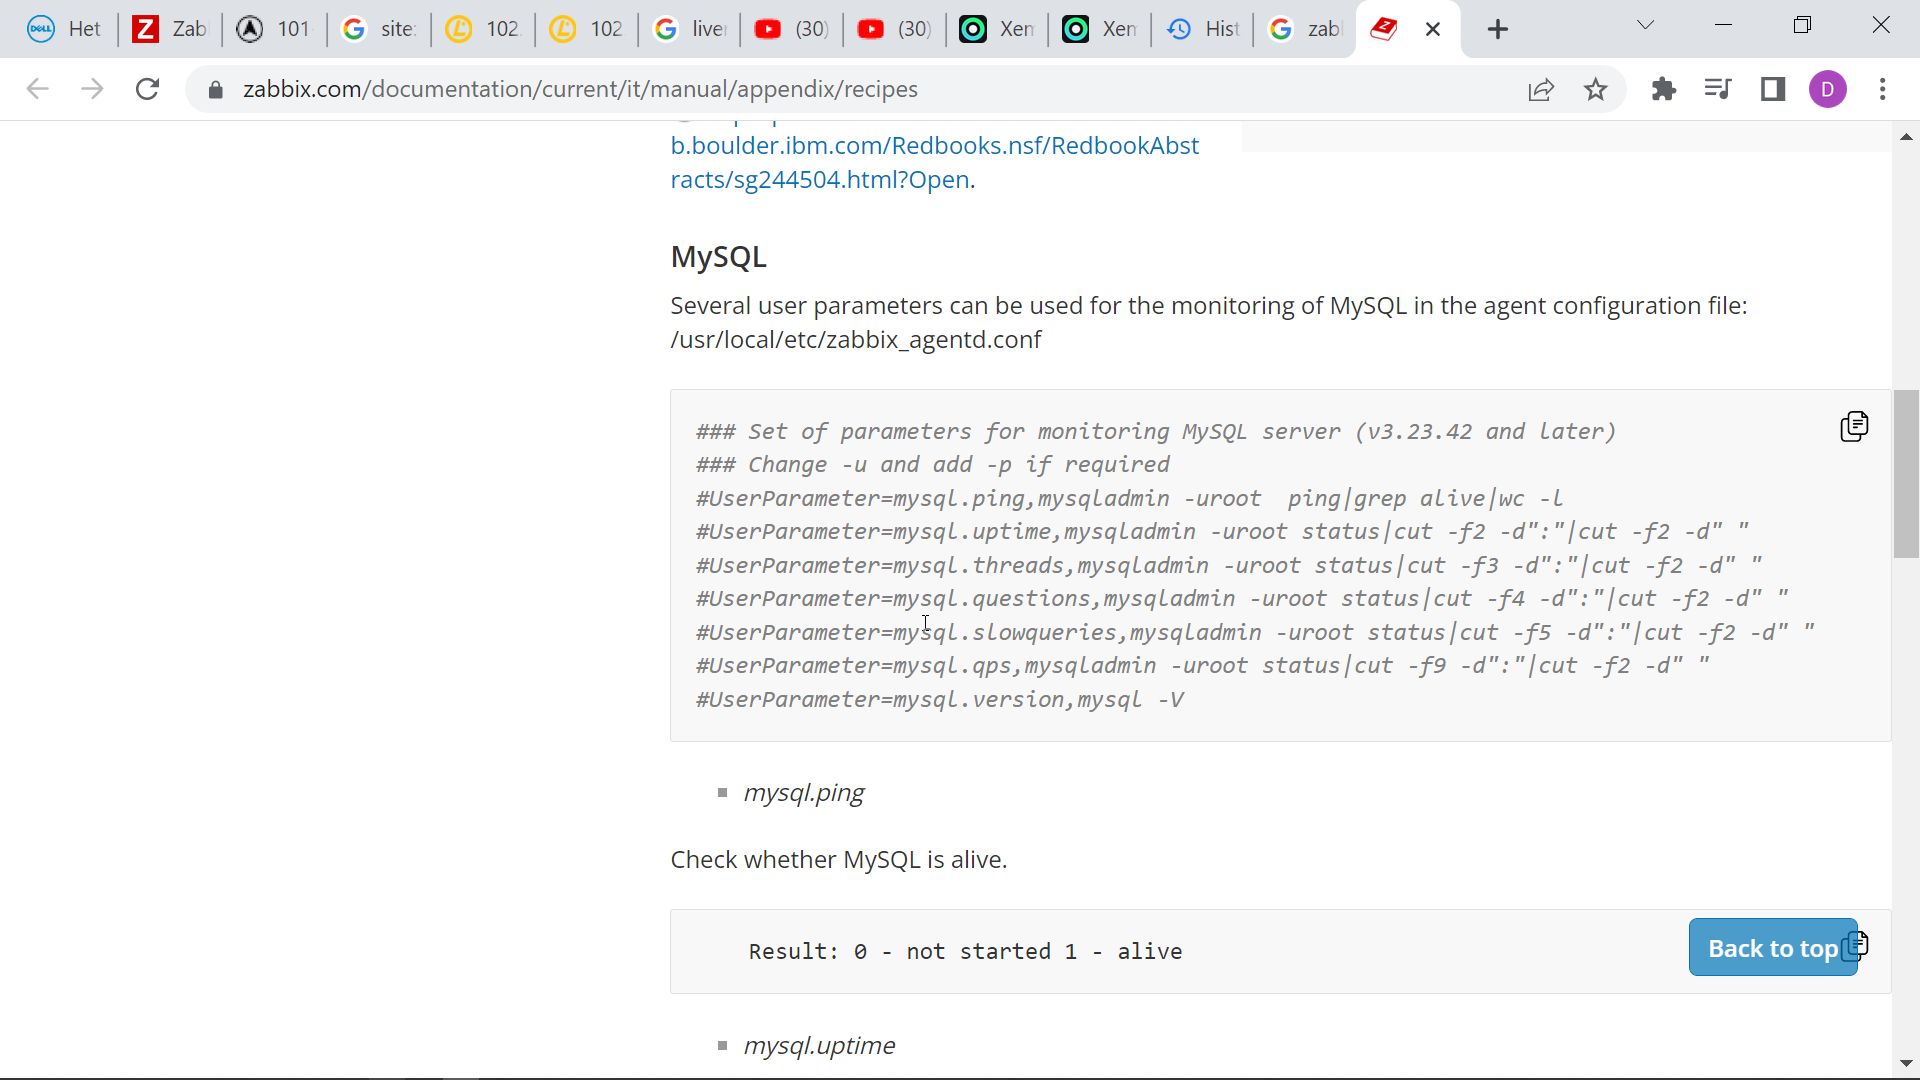 Het
Zab
101
site:
102
102
live
(30)
(30)
Xem
Xem
Hist
zabl
zabbix.com/documentation/current/it/manual/appendix/recipes
D
b.boulder.ibm.com/Redbooks.nsf/RedbookAbst
racts/sg244504.html?Open.
MySQL
Several user parameters can be used for the monitoring of MySQL in the agent configuration file:
/usr/local/etc/zabbix_agentd.conf
### Set of parameters for monitoring MySQL server (v3.23.42 and later)
### Change -u and add -p if required
#UserParameter=mysql.ping,mysqladmin -uroot  ping|grep alive|wc -l
#UserParameter=mysql.uptime,mysqladmin -uroot status|cut -f2 -d":"|cut -f2 -d" "
#UserParameter=mysql.threads,mysqladmin -uroot status|cut -f3 -d":"|cut -f2 -d" "
#UserParameter=mysql.questions,mysqladmin -uroot status|cut -f4 -d":"|cut -f2 -d" "
#UserParameter=mysql.slowqueries,mysqladmin -uroot status|cut -f5 -d":"|cut -f2 -d" "
#UserParameter=mysql.qps,mysqladmin -uroot status|cut -f9 -d":"|cut -f2 -d" "
#UserParameter=mysql.version,mysql -V
mysql.ping
Check whether MySQL is alive.
Result: 0 - not started 1 - alive
Back to top
mysql.uptime